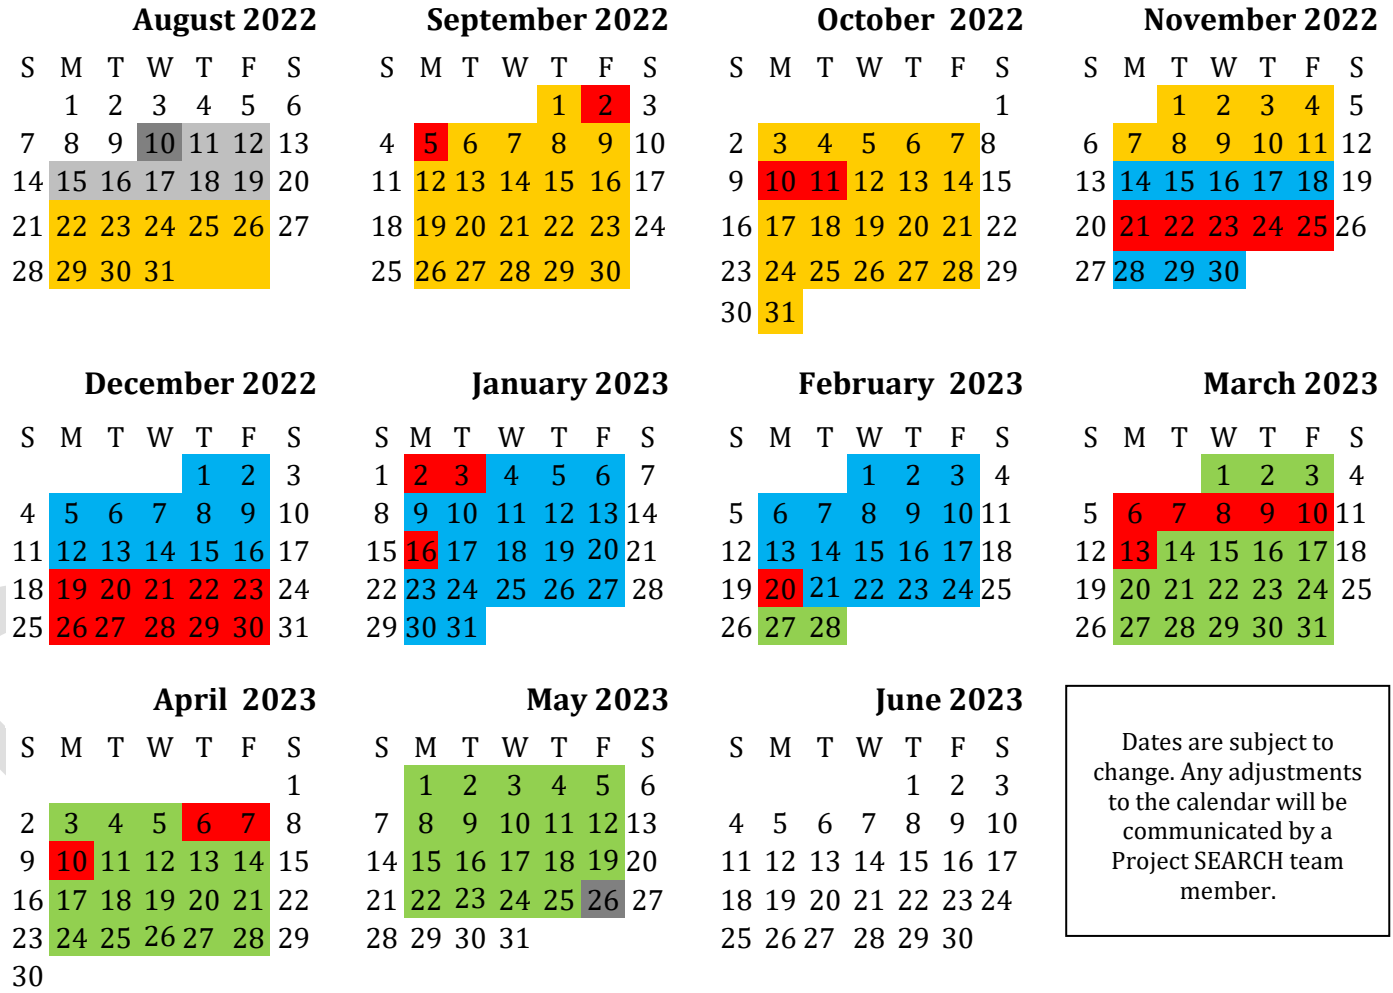 August 2022
S M T W T F S
1 2 3 4 5 6
7 8 9 10 11 12 13
14 15 16 17 18 19 20
21 22 23 24 25 26 27
28 29 30 31
September 2022
S M T W T F S
1 2 3
4 5 6 7 8 9 10
11 12 13 14 15 16 17
18 19 20 21 22 23 24
25 26 27 28 29 30
October 2022
S M T W T F S
1
2 3 4 5 6 7 8
9 10 11 12 13 14 15
16 17 18 19 20 21 22
23 24 25 26 27 28 29
30 31
November 2022
S M T W T F S
1 2 3 4 5
6 7 8 9 10 11 12
13 14 15 16 17 18 19
20 21 22 23 24 25 26
27 28 29 30
December 2022
S M T W T F S
1 2 3
4 5 6 7 8 9 10
11 12 13 14 15 16 17
18 19 20 21 22 23 24
25 26 27 28 29 30 31
January 2023
S M T W T F S
1 2 3 4 5 6 7
8 9 10 11 12 13 14
15 16 17 18 19 20 21
22 23 24 25 26 27 28
29 30 31
February 2023
S M T W T F S
1 2 3 4
5 6 7 8 9 10 11
12 13 14 15 16 17 18
19 20 21 22 23 24 25
26 27 28
March 2023
S M T W T F S
1 2 3 4
5 6 7 8 9 10 11
12 13 14 15 16 17 18
19 20 21 22 23 24 25
26 27 28 29 30 31
April 2023
S M T W T F S
1
2 3 4 5 6 7 8
9 10 11 12 13 14 15
16 17 18 19 20 21 22
23 24 25 26 27 28 29
30
May 2023
S M T W T F S
1 2 3 4 5 6
7 8 9 10 11 12 13
14 15 16 17 18 19 20
21 22 23 24 25 26 27
28 29 30 31
June 2023
S M T W T F S
1 2 3
4 5 6 7 8 9 10
11 12 13 14 15 16 17
18 19 20 21 22 23 24
25 26 27 28 29 30
Dates are subject to
change. Any adjustments
to the calendar will be
communicated by a
Project SEARCH team
member.